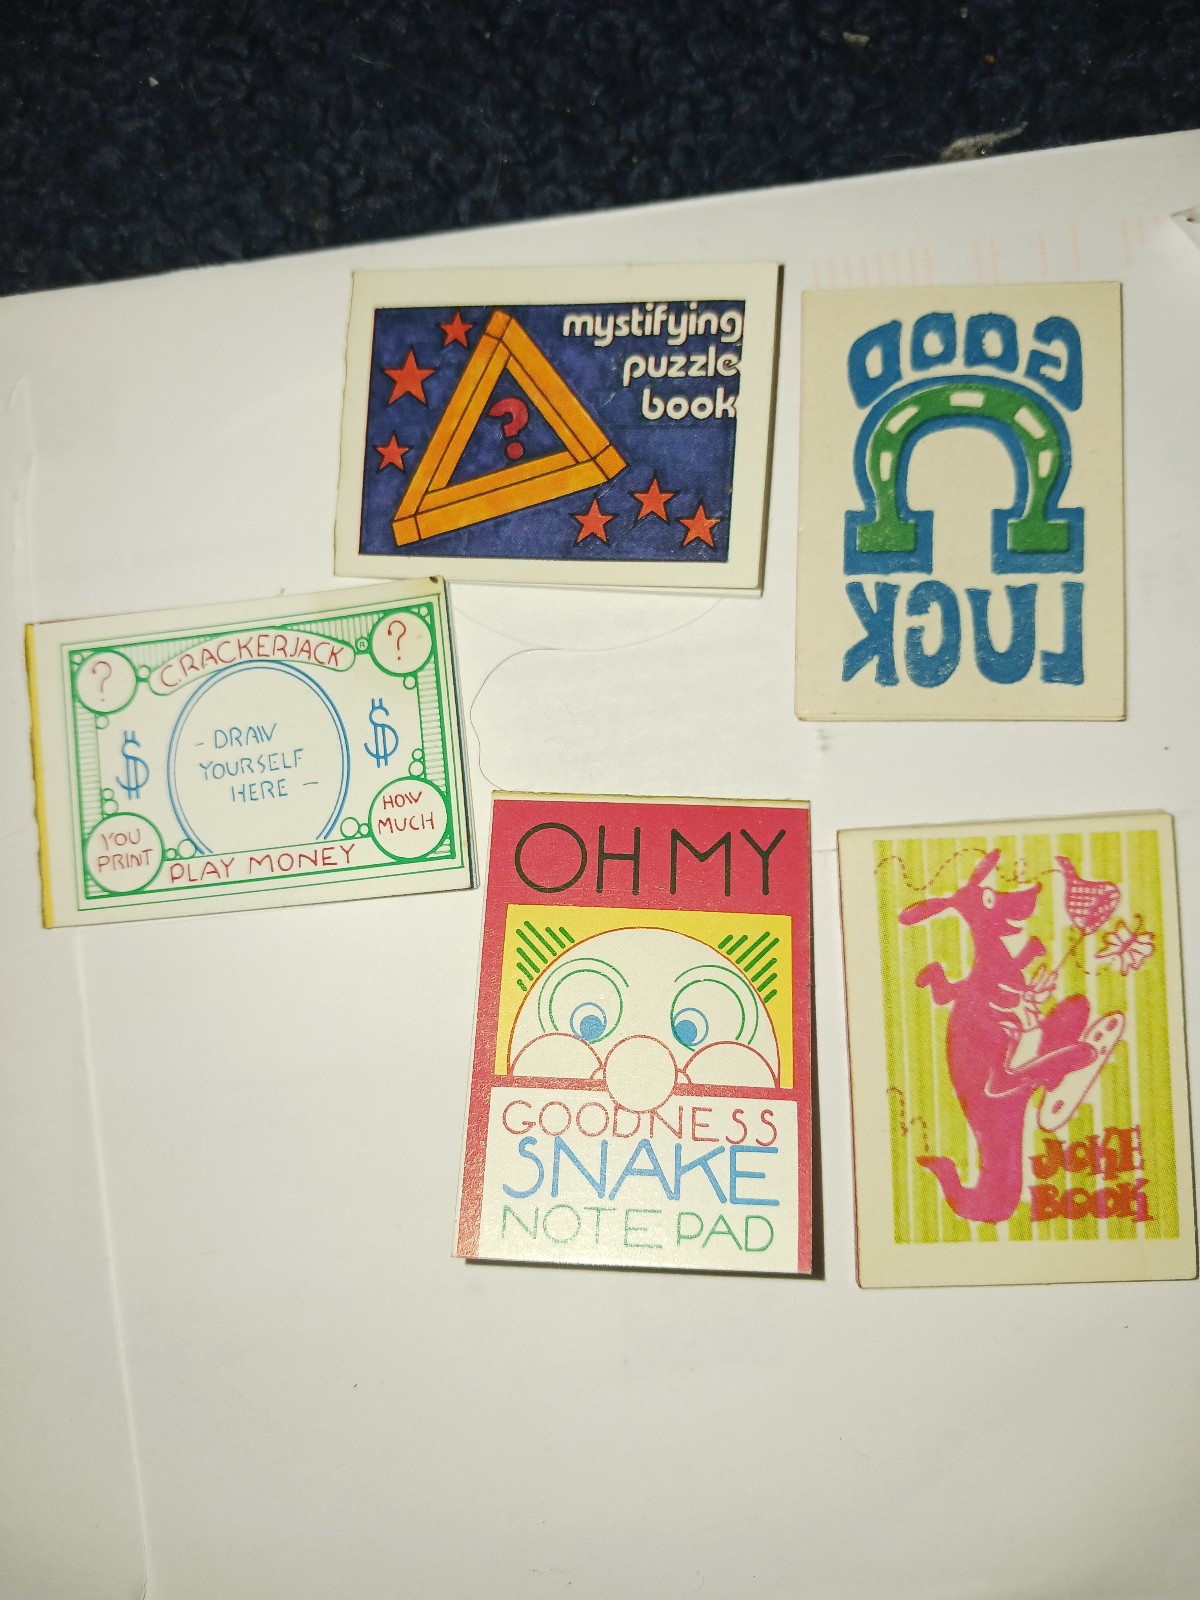 mystifying
puzzle
book
?
GOOD
LUCK
? CRACKERJACK ® ?
$ $
- DRAW
YOURSELF
HERE -
YOU
PRINT
HOW
MUCH
PLAY MONEY
OH MY
GOODNESS
SNAKE
NOTE PAD
JOKE
BOOK